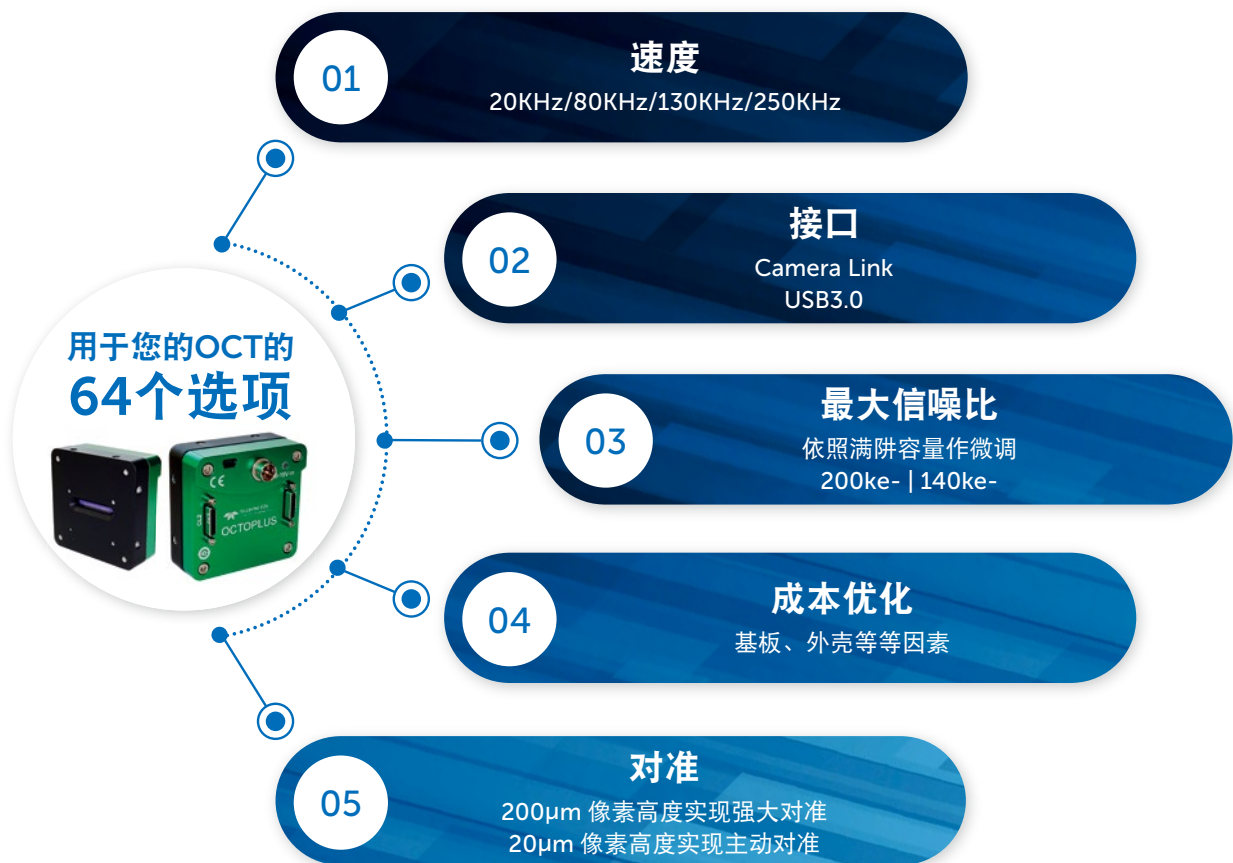 01
速度
20KHz/80KHz/130KHz/250KHz
02
接口
Camera Link
USB3.0
用于您的OCT的
64个选项
CE
OCTOPLUS
03
最大信噪比
依照满阱容量作微调
200ke- | 140ke-
04
成本优化
基板、外壳等等因素
05
对准
200µm 像素高度实现强大对准
20µm 像素高度实现主动对准